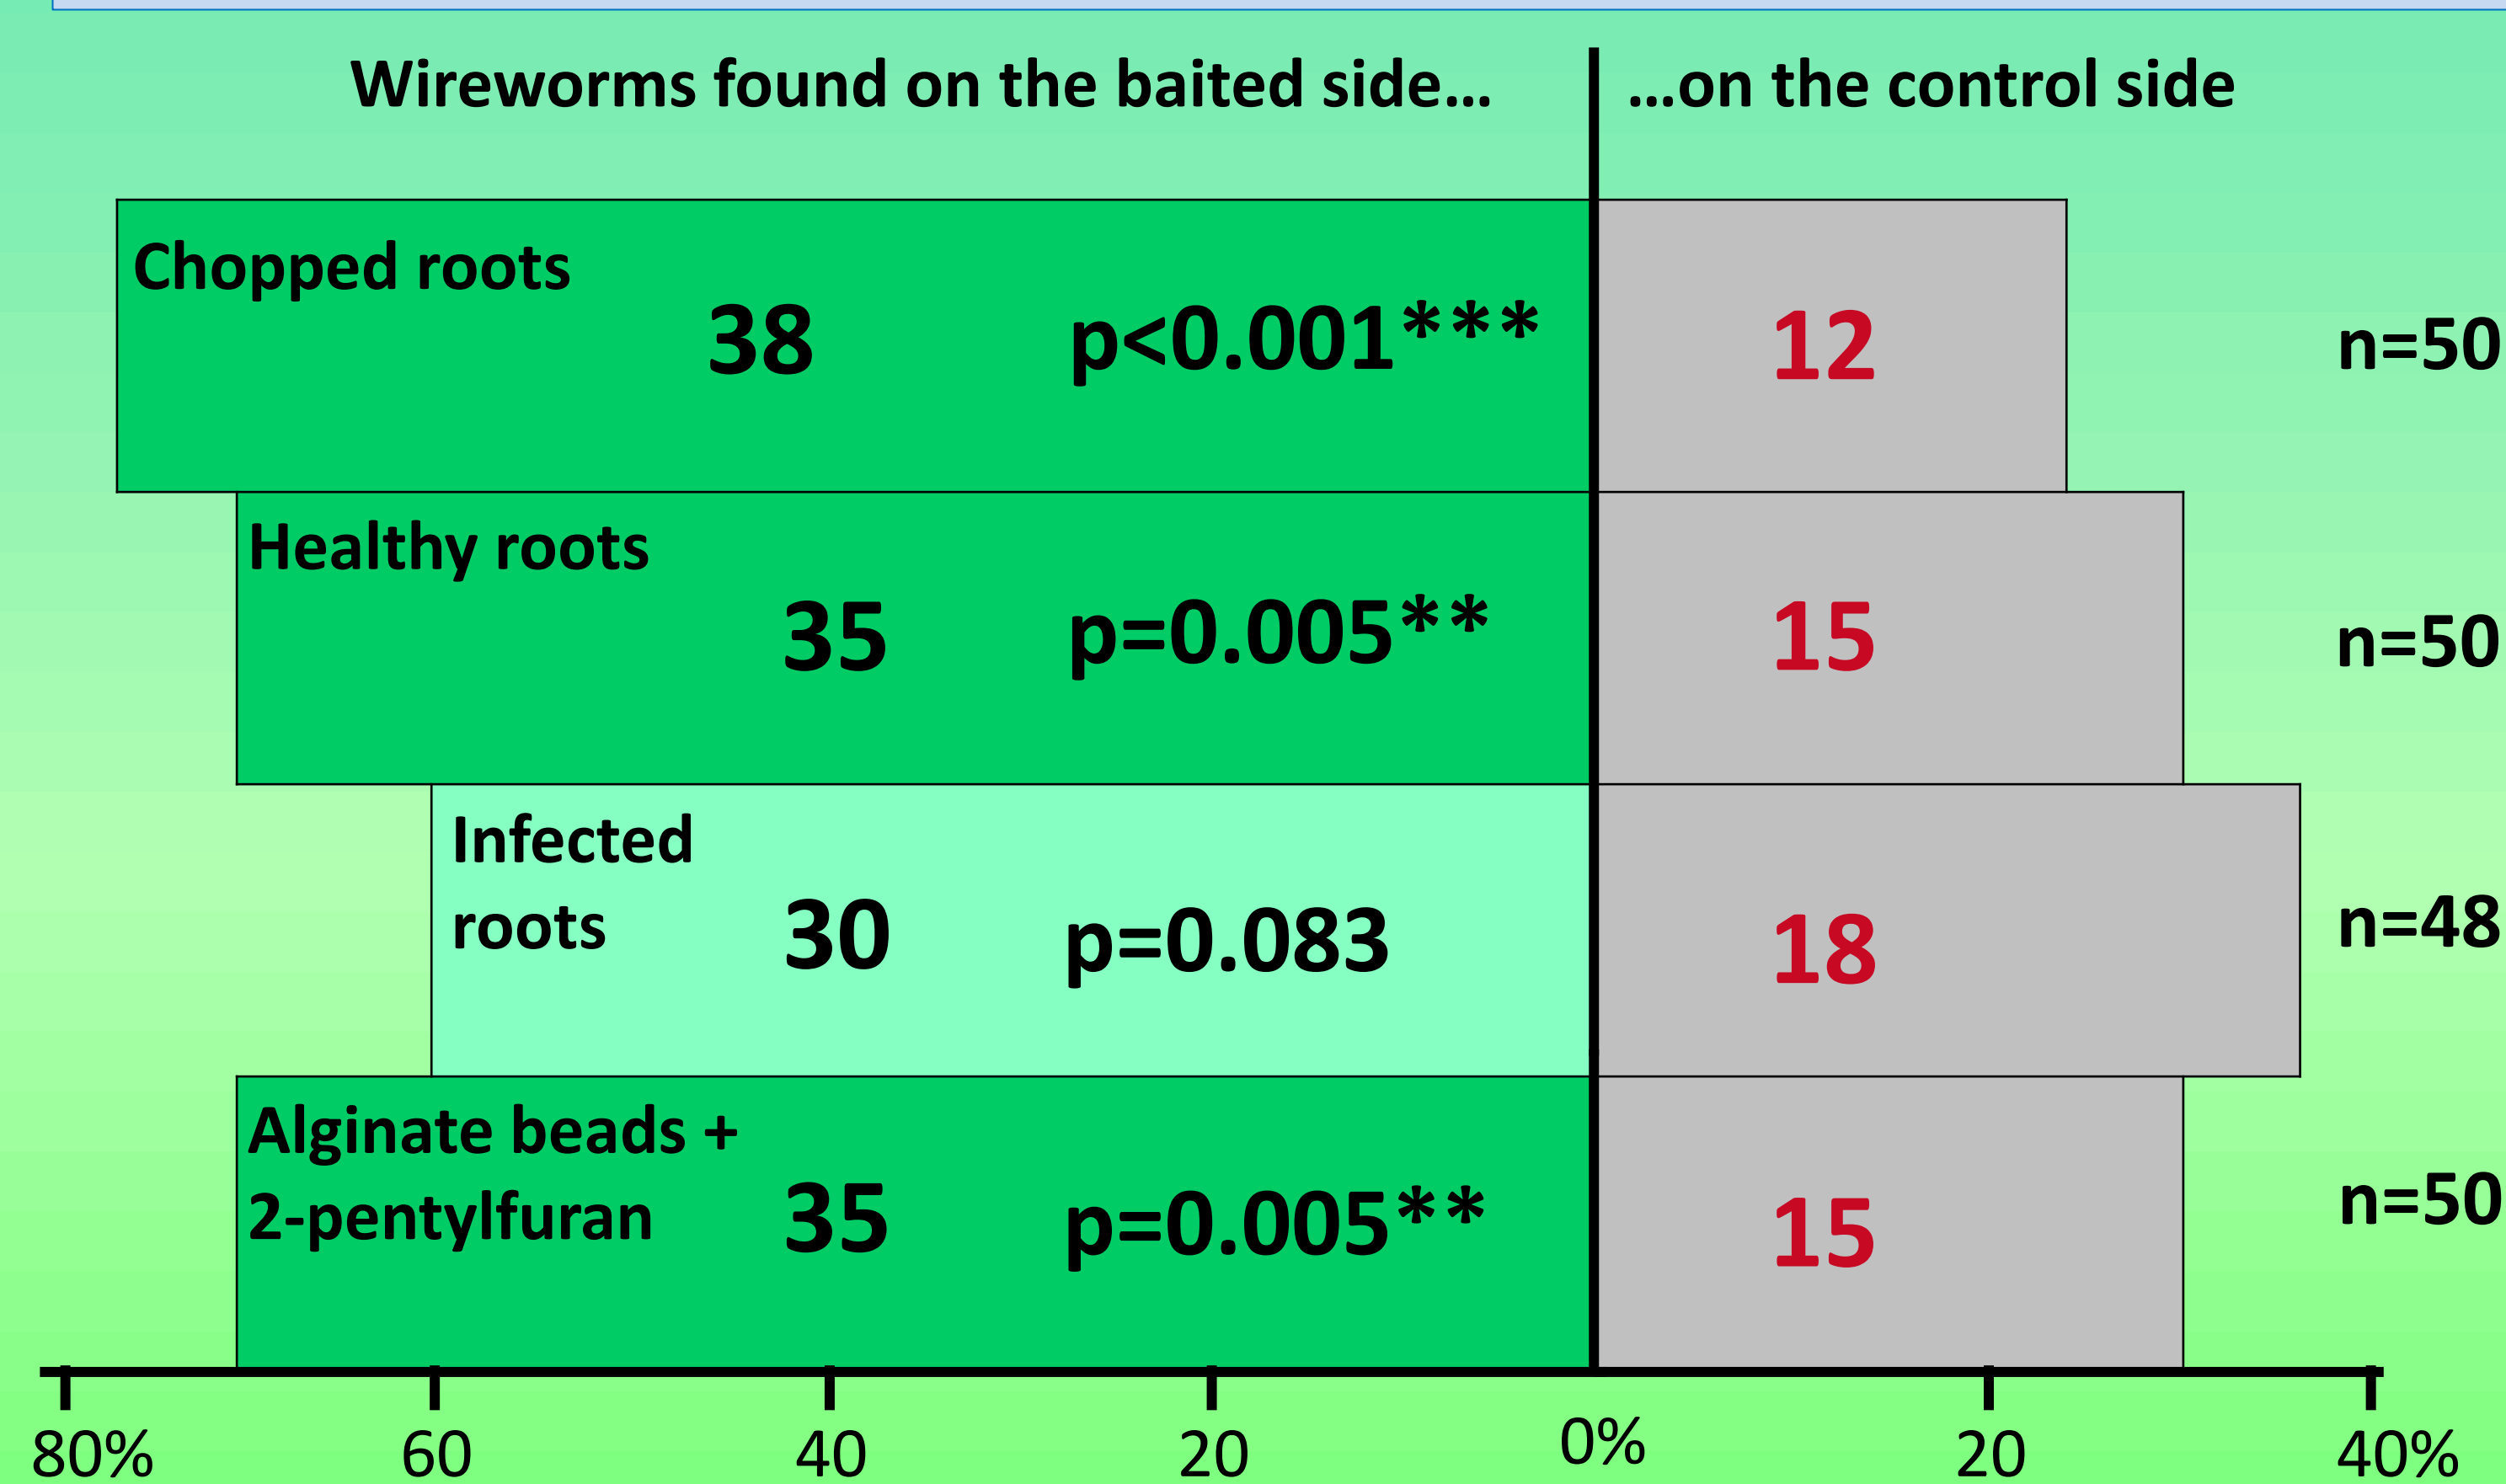 Wireworms found on the baited side... ...on the control side
Chopped roots
38 p<0.001*** 12 n=50
Healthy roots
35 p=0.005** 15 n=50
Infected
roots 30 p=0.083 18 n=48
Alginate beads +
2-pentylfuran 35 p=0.005** 15 n=50
80% 60 40 20 0% 20 40%